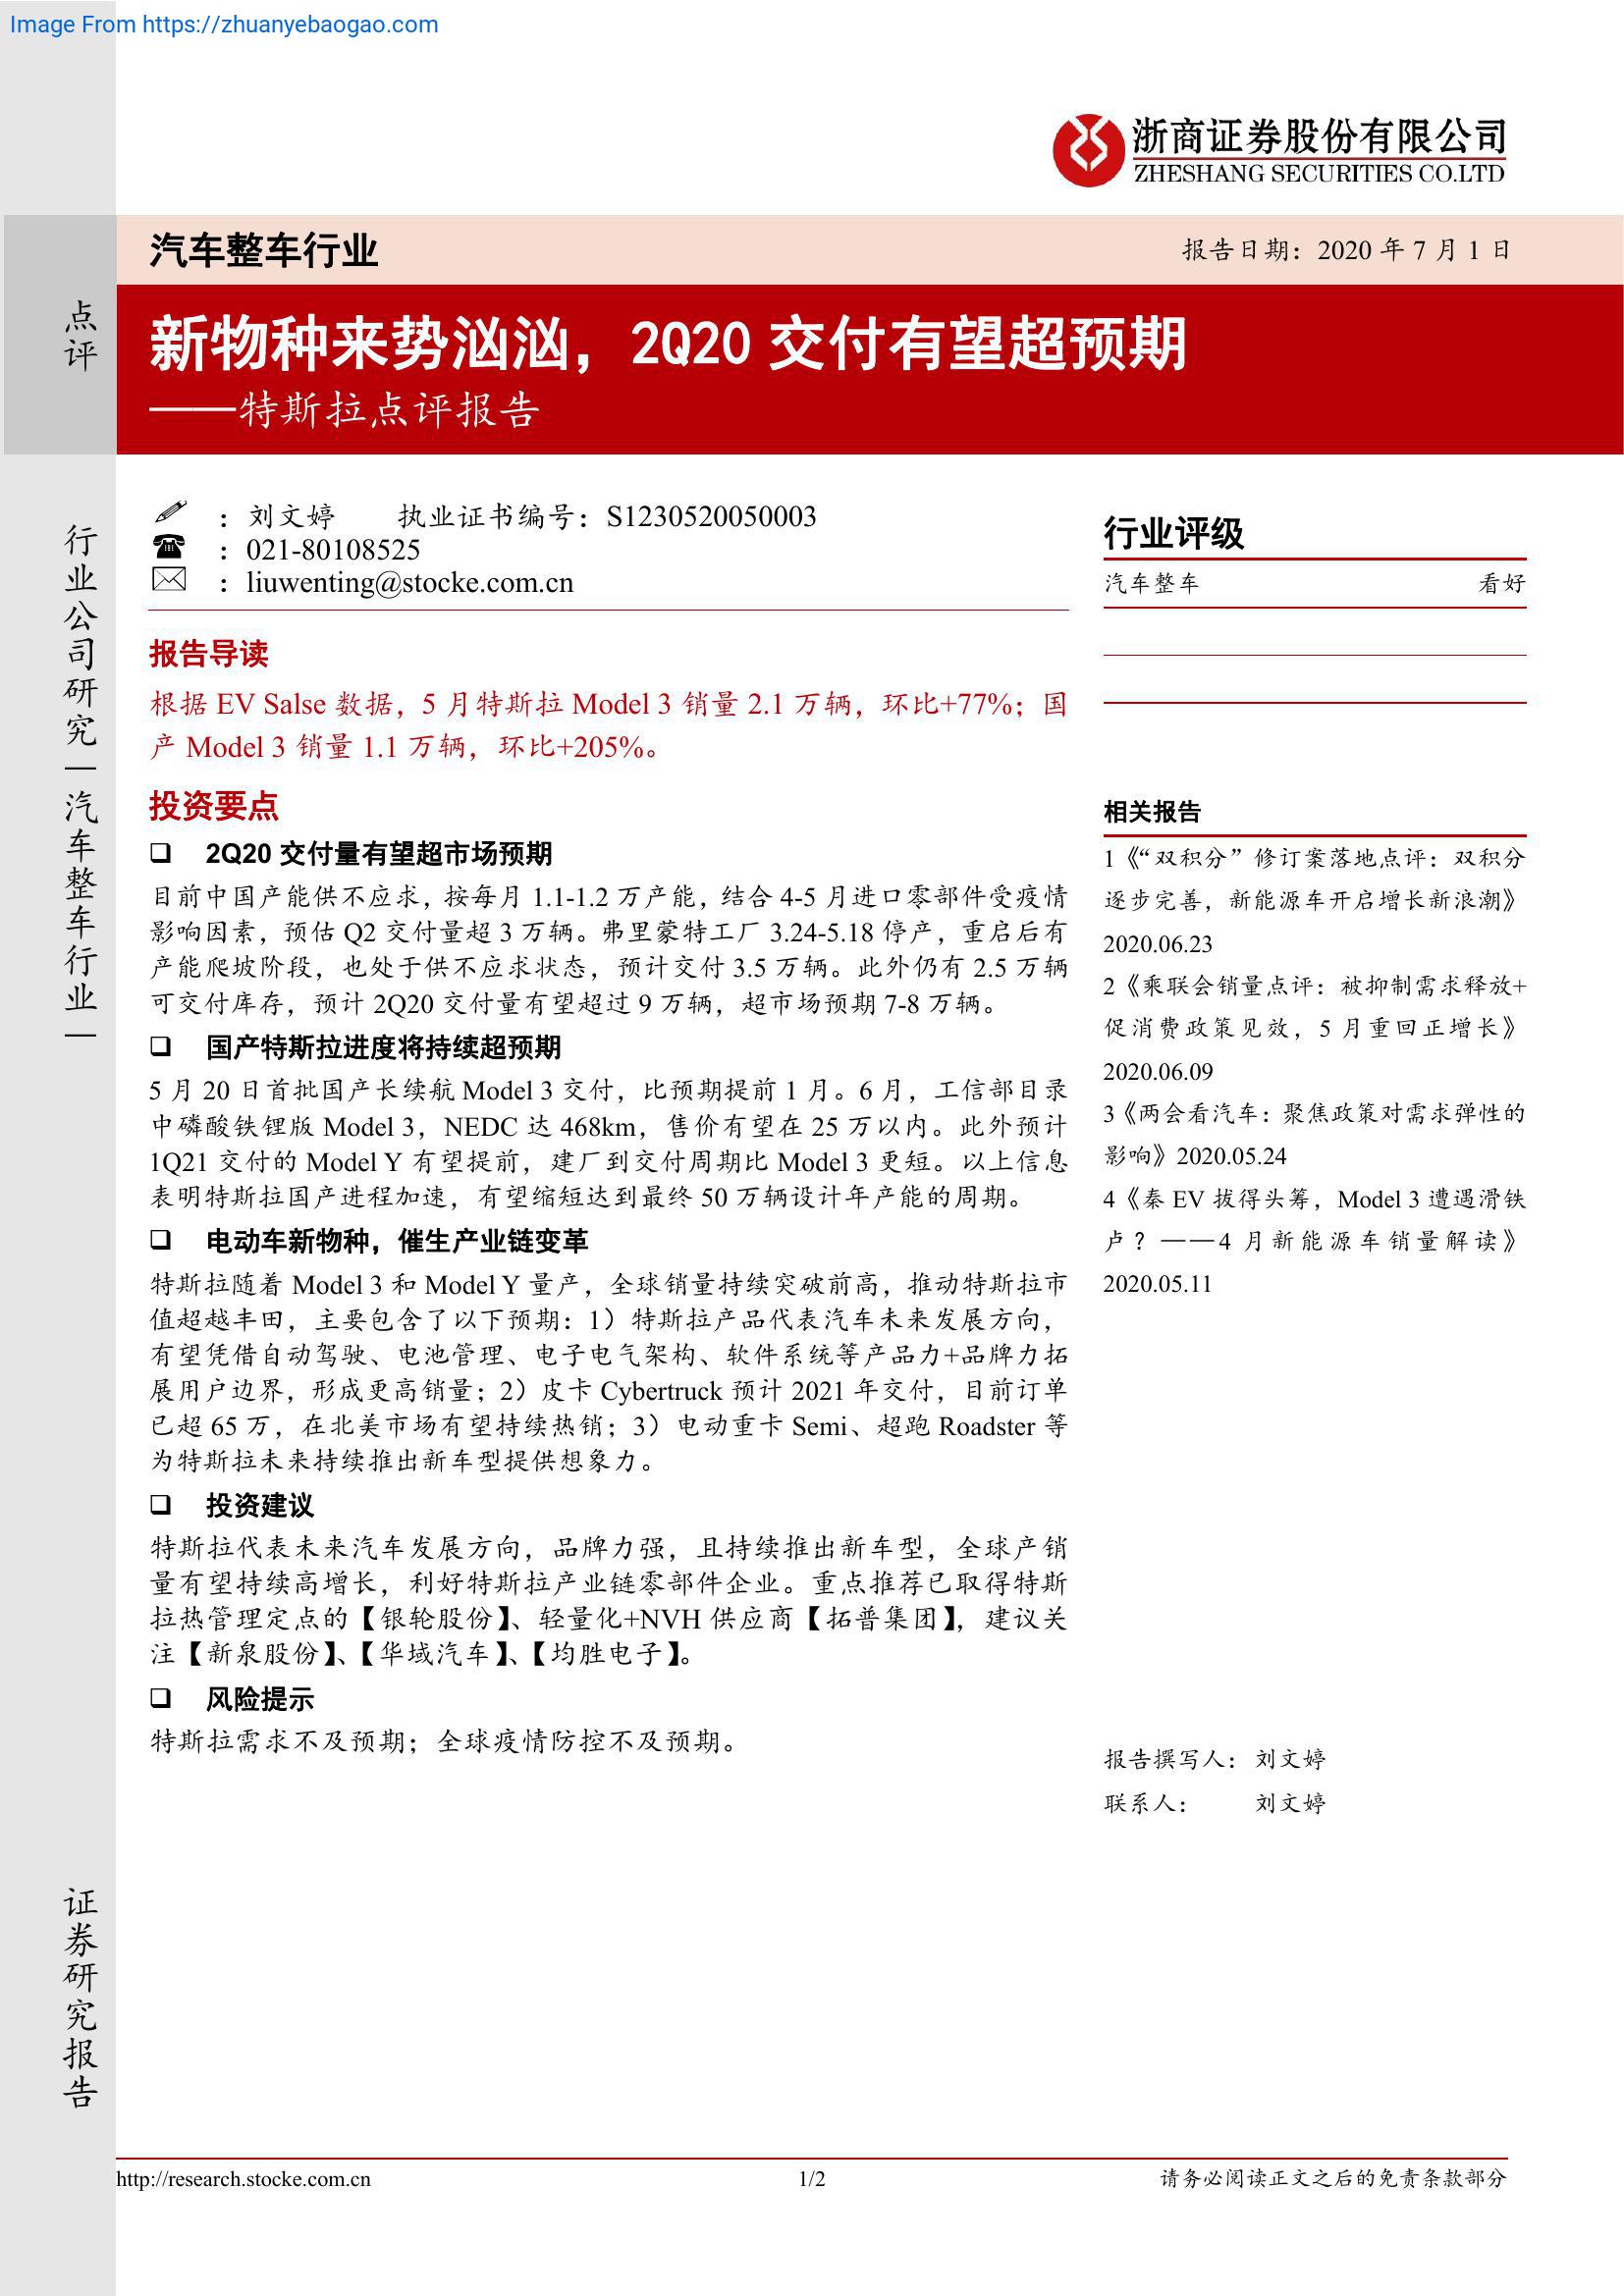 Image From https://zhuanyebaogao.com
浙商证券股份有限公司
ZHESHANG SECURITIES CO.LTD
汽车整车行业
报告日期：2020 年 7 月 1 日
点评
新物种来势汹汹，2Q20 交付有望超预期
——特斯拉点评报告
行业公司研究｜汽车整车行业｜
：刘文婷 执业证书编号：S1230520050003
：021-80108525
：liuwenting@stocke.com.cn
报告导读
根据 EV Salse 数据，5 月特斯拉 Model 3 销量 2.1 万辆，环比+77%；国
产 Model 3 销量 1.1 万辆，环比+205%。
投资要点
❑ 2Q20 交付量有望超市场预期
目前中国产能供不应求，按每月 1.1-1.2 万产能，结合 4-5 月进口零部件受疫情
影响因素，预估 Q2 交付量超 3 万辆。弗里蒙特工厂 3.24-5.18 停产，重启后有
产能爬坡阶段，也处于供不应求状态，预计交付 3.5 万辆。此外仍有 2.5 万辆
可交付库存，预计 2Q20 交付量有望超过 9 万辆，超市场预期 7-8 万辆。
❑ 国产特斯拉进度将持续超预期
5 月 20 日首批国产长续航 Model 3 交付，比预期提前 1 月。6 月，工信部目录
中磷酸铁锂版 Model 3，NEDC 达 468km，售价有望在 25 万以内。此外预计
1Q21 交付的 Model Y 有望提前，建厂到交付周期比 Model 3 更短。以上信息
表明特斯拉国产进程加速，有望缩短达到最终 50 万辆设计年产能的周期。
❑ 电动车新物种，催生产业链变革
特斯拉随着 Model 3 和 Model Y 量产，全球销量持续突破前高，推动特斯拉市
值超越丰田，主要包含了以下预期：1）特斯拉产品代表汽车未来发展方向，
有望凭借自动驾驶、电池管理、电子电气架构、软件系统等产品力+品牌力拓
展用户边界，形成更高销量；2）皮卡 Cybertruck 预计 2021 年交付，目前订单
已超 65 万，在北美市场有望持续热销；3）电动重卡 Semi、超跑 Roadster 等
为特斯拉未来持续推出新车型提供想象力。
❑ 投资建议
特斯拉代表未来汽车发展方向，品牌力强，且持续推出新车型，全球产销
量有望持续高增长，利好特斯拉产业链零部件企业。重点推荐已取得特斯
拉热管理定点的【银轮股份】、轻量化+NVH 供应商【拓普集团】，建议关
注【新泉股份】、【华域汽车】、【均胜电子】。
❑ 风险提示
特斯拉需求不及预期；全球疫情防控不及预期。
行业评级
汽车整车 看好
相关报告
1《“双积分”修订案落地点评：双积分
逐步完善，新能源车开启增长新浪潮》
2020.06.23
2《乘联会销量点评：被抑制需求释放+
促消费政策见效，5 月重回正增长》
2020.06.09
3《两会看汽车：聚焦政策对需求弹性的
影响》2020.05.24
4《秦 EV 拔得头筹，Model 3 遭遇滑铁
卢？——4 月新能源车销量解读》
2020.05.11
报告撰写人：刘文婷
联系人： 刘文婷
证券研究报告
http://research.stocke.com.cn
1/2
请务必阅读正文之后的免责条款部分